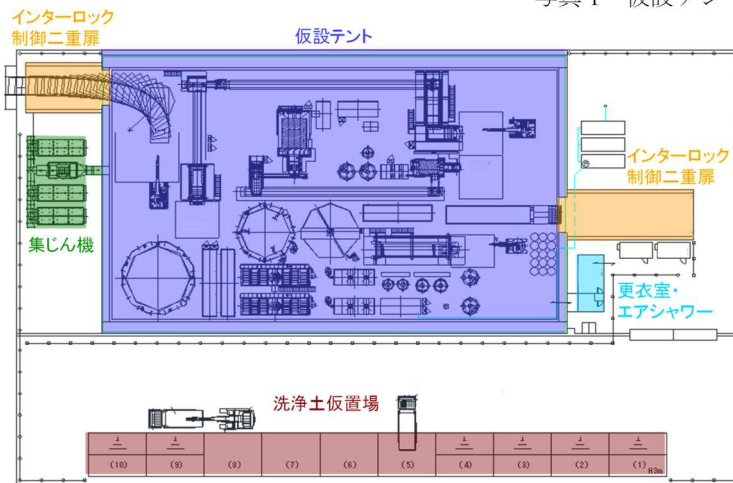 写真1 仮設テン
インターロック
制御二重扉
仮設テント
インターロック
制御二重扉
集じん機
更衣室・
エアシャワー
洗浄土仮置場
(10) (9) (8) (7) (6) (5) (4) (3) (2) (1) H3m